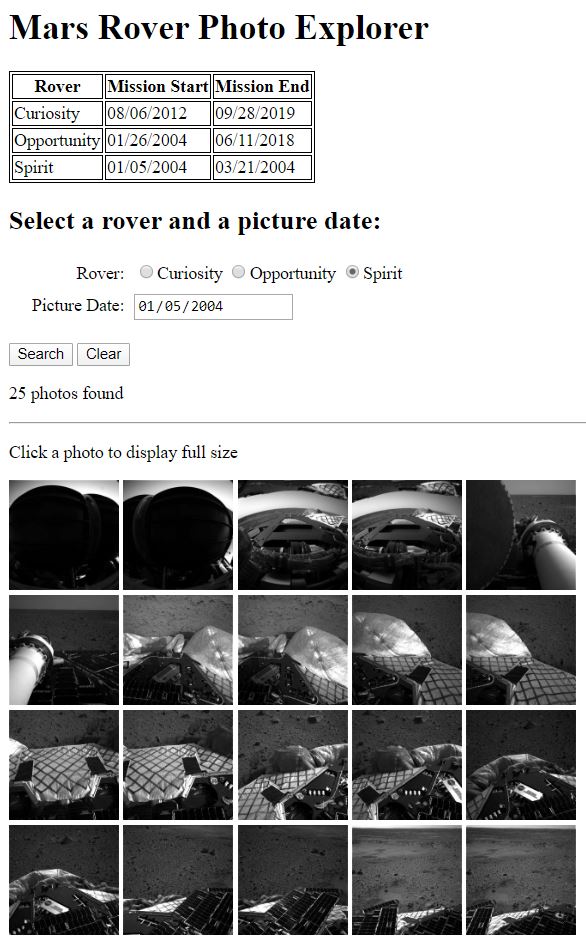 Mars Rover Photo Explorer
Rover Mission Start Mission End
Curiosity 08/06/2012 09/28/2019
Opportunity 01/26/2004 06/11/2018
Spirit 01/05/2004 03/21/2004
Select a rover and a picture date:
Rover: Curiosity Opportunity Spirit
Picture Date: 01/05/2004
Search Clear
25 photos found
Click a photo to display full size